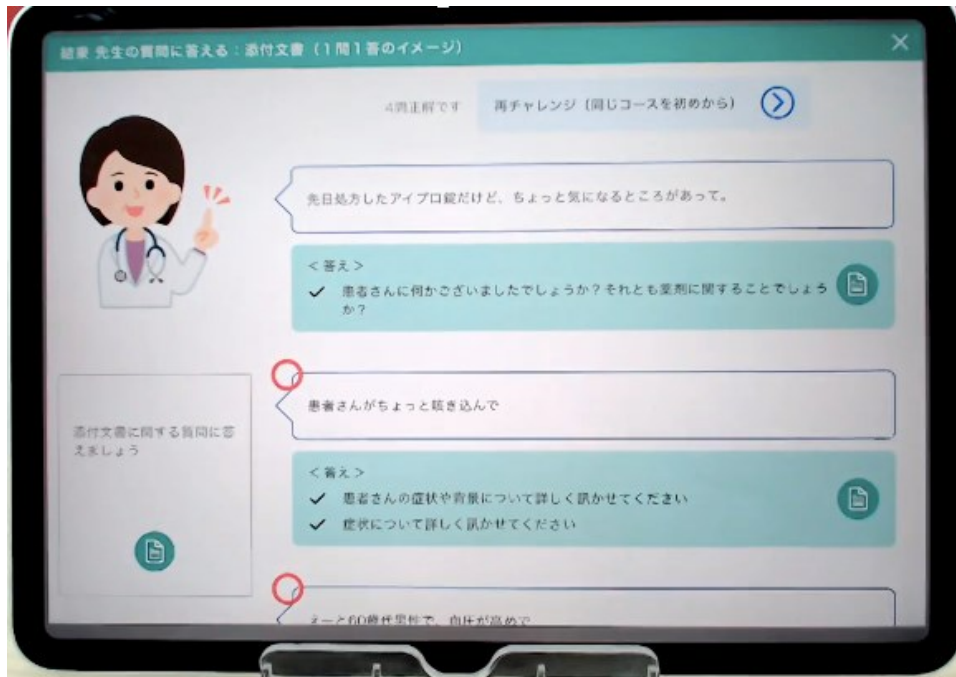 結果 先生の質問に答える：添付文書（1問1答のイメージ）
4問正解です
再チャレンジ（同じコースを初めから）
先日処方したアイプロ錠だけど、ちょっと気になるところがあって。
＜答え＞
患者さんに何かございましたでしょうか？それとも薬剤に関することでしょう
か？
患者さんがちょっと咳き込んで
添付文書に関する質問に答
えましょう
＜答え＞
患者さんの症状や背景について詳しく訊かせてください
症状について詳しく訊かせてください
えーと60歳代男性で、血圧が高めで